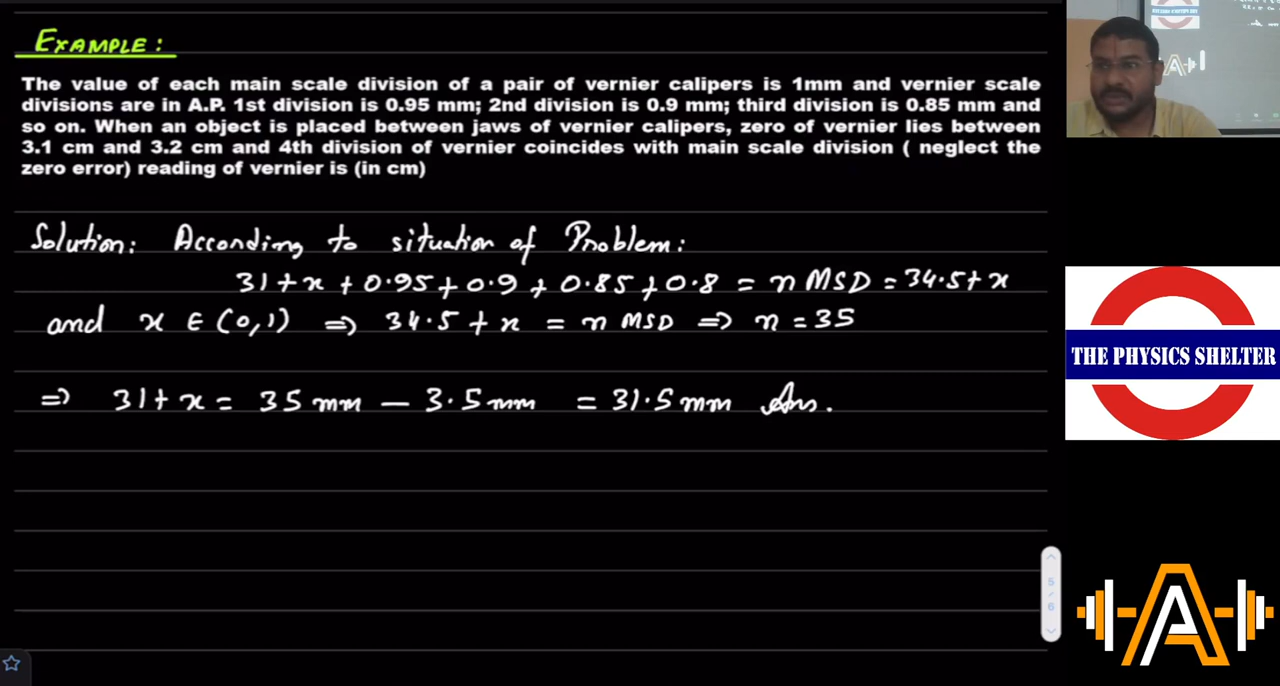 EXAMPLE:
The value of each main scale division of a pair of vernier calipers is 1mm and vernier scale
divisions are in A.P. 1st division is 0.95 mm; 2nd division is 0.9 mm; third division is 0.85 mm and
so on. When an object is placed between jaws of vernier calipers, zero of vernier lies between
3.1 cm and 3.2 cm and 4th division of vernier coincides with main scale division ( neglect the
zero error) reading of vernier is (in cm)
Solution: According to situation of Problem:
31 + x + 0.95 + 0.9 + 0.85 + 0.8 = n MSD = 34.5 + x
and x ∈ (0,1) ⇒ 34.5 + x = n MSD ⇒ n = 35
⇒ 31 + x = 35 mm − 3.5 mm = 31.5 mm Ans.
THE PHYSICS SHELTER
A
5
6